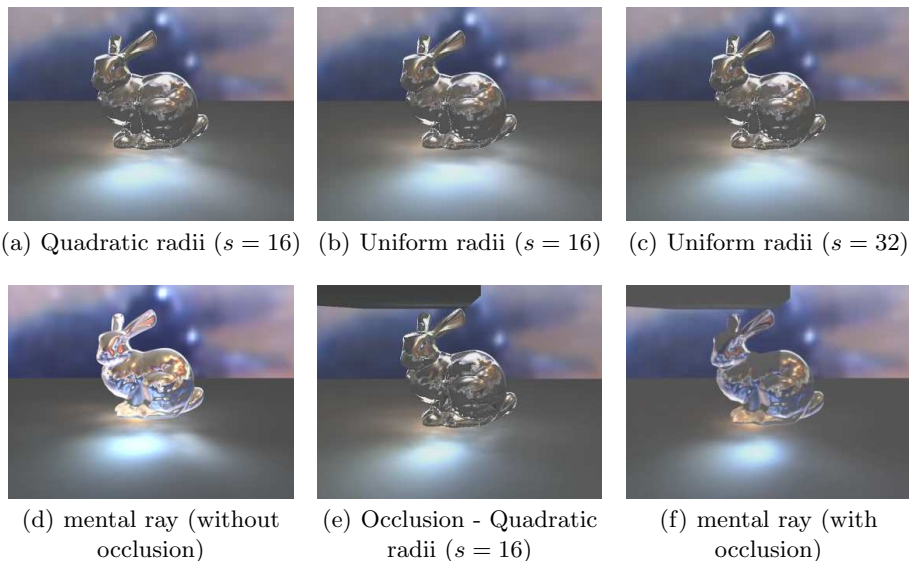 (a) Quadratic radii (s = 16)
(b) Uniform radii (s = 16)
(c) Uniform radii (s = 32)
(d) mental ray (without
occlusion)
(e) Occlusion - Quadratic
radii (s = 16)
(f) mental ray (with
occlusion)